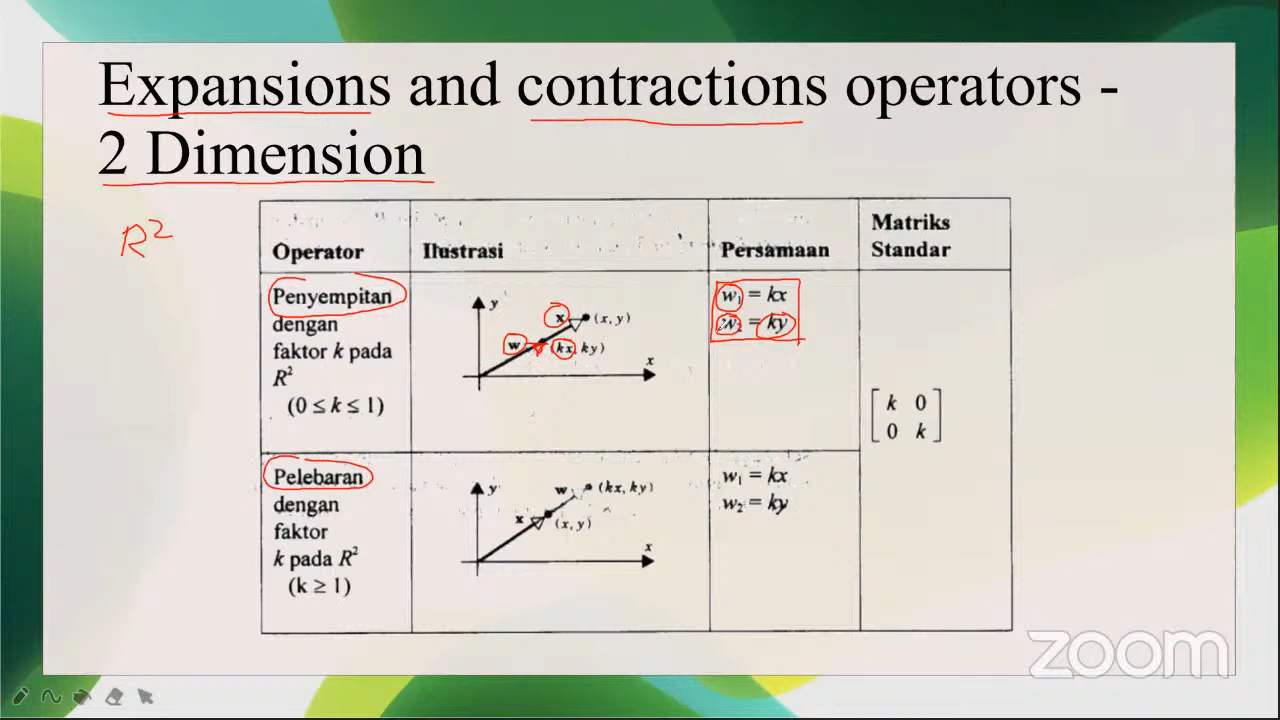 Expansions and contractions operators -
2 Dimension
R²
Operator
Ilustrasi
Persamaan
Matriks
Standar
Penyempitan
dengan
faktor k pada
R²
(0 ≤ k ≤ 1)
y
x
(x, y)
w
(kx, ky)
x
w₁ = kx
w₂ = ky
k 0
0 k
Pelebaran
dengan
faktor
k pada R²
(k ≥ 1)
y
w
(kx, ky)
x
(x, y)
x
w₁ = kx
w₂ = ky
zoom